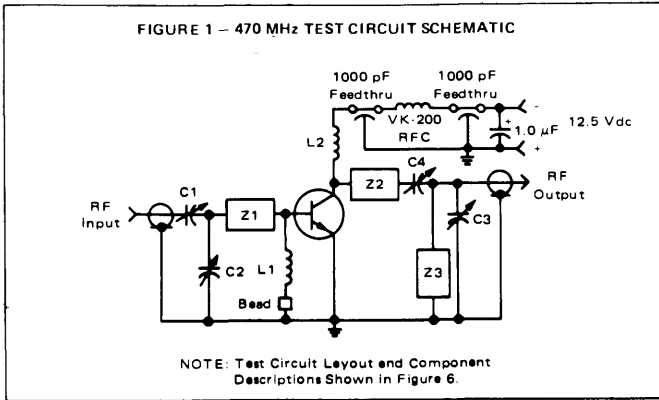 FIGURE 1 – 470 MHz TEST CIRCUIT SCHEMATIC
1000 pF
Feedthru
1000 pF
Feedthru
-
VK-200
RFC
+
1.0 µF
12.5 Vdc
+
L2
C4
Z2
RF
Output
C1
RF
Input
Z1
C3
C2
L1
Z3
Bead
NOTE: Test Circuit Layout and Component
Descriptions Shown in Figure 6.